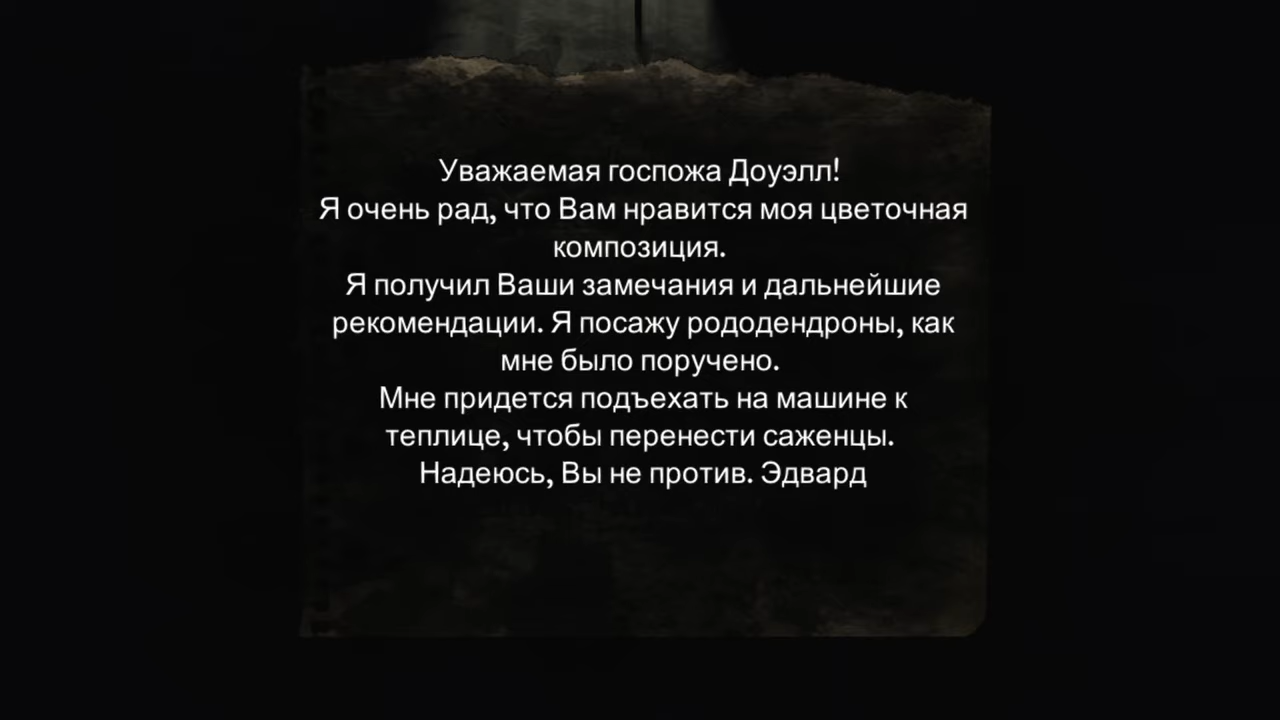 Уважаемая госпожа Доуэлл!
Я очень рад, что Вам нравится моя цветочная
композиция.
Я получил Ваши замечания и дальнейшие
рекомендации. Я посажу рододендроны, как
мне было поручено.
Мне придется подъехать на машине к
теплице, чтобы перенести саженцы.
Надеюсь, Вы не против. Эдвард